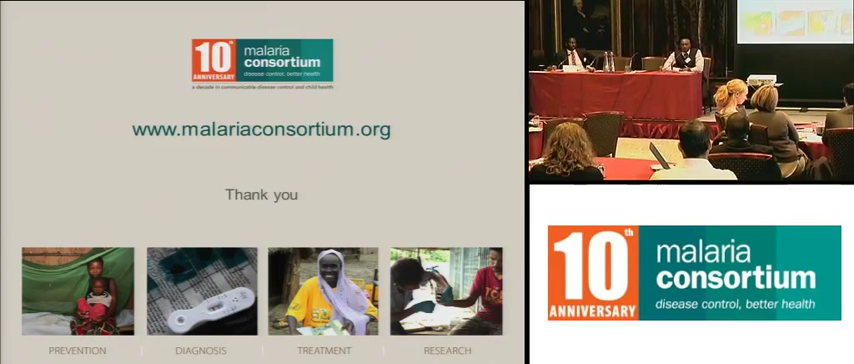 10th
ANNIVERSARY
malaria
consortium
disease control, better health
a decade in communicable disease control and child health
www.malariaconsortium.org
Thank you
PREVENTION
DIAGNOSIS
TREATMENT
RESEARCH
10th
ANNIVERSARY
malaria
consortium
disease control, better health